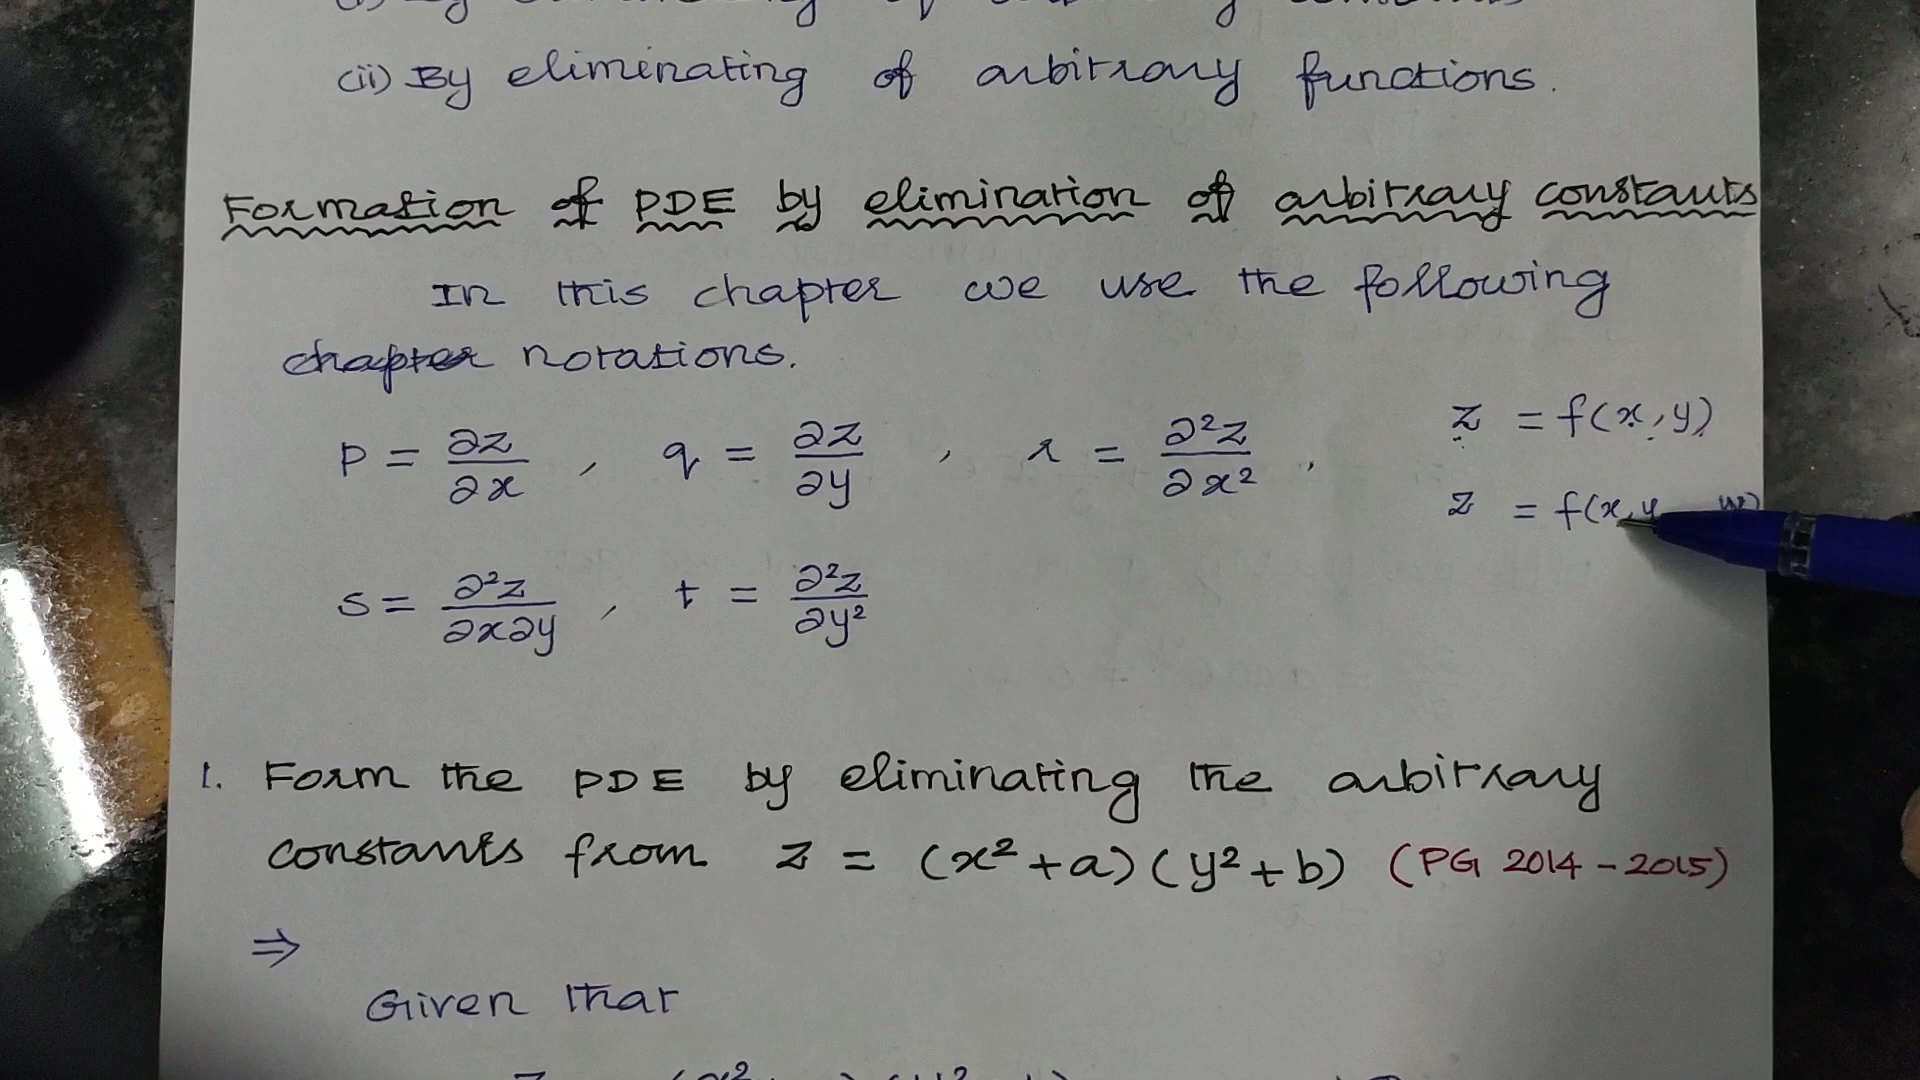 (ii) By eliminating of arbitrary functions.
Formation of PDE by elimination of arbitrary constants
In this chapter we use the following
chapter notations.
p = ∂z/∂x , q = ∂z/∂y , r = ∂²z/∂x² ,
z = f(x,y)
z = f(x,y
s = ∂²z/∂x∂y , t = ∂²z/∂y²
1. Form the PDE by eliminating the arbitrary
constants from z = (x²+a)(y²+b) (PG 2014-2015)
⇒
Given that